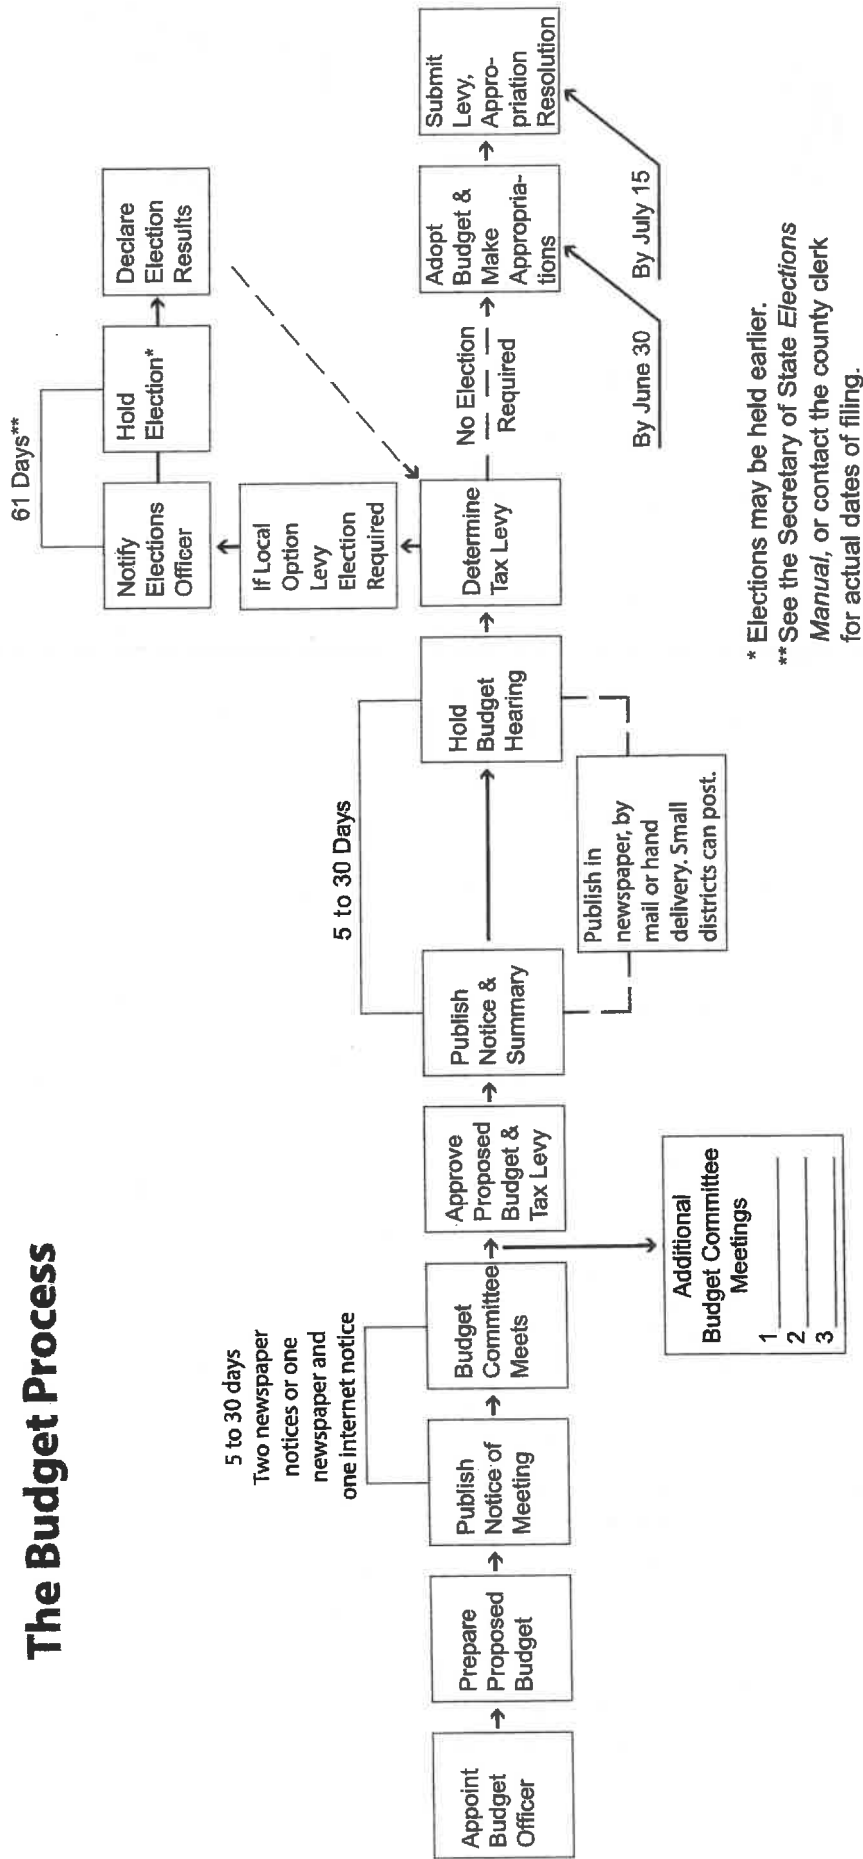 The Budget Process
5 to 30 days
Two newspaper
notices or one
newspaper and
one internet notice
5 to 30 Days
61 Days**
Appoint
Budget
Officer
Prepare
Proposed
Budget
Publish
Notice of
Meeting
Budget
Committee
Meets
Additional
Budget Committee
Meetings
1
2
3
Approve
Proposed
Budget &
Tax Levy
Publish
Notice &
Summary
Publish in
newspaper, by
mail or hand
delivery. Small
districts can post.
Hold
Budget
Hearing
Determine
Tax Levy
If Local
Option
Levy
Election
Required
Notify
Elections
Officer
Hold
Election*
Declare
Election
Results
No Election
Required
Adopt
Budget &
Make
Appropria-
tions
By June 30
Submit
Levy,
Appro-
priation
Resolution
By July 15
* Elections may be held earlier.
** See the Secretary of State Elections
Manual, or contact the county clerk
for actual dates of filing.